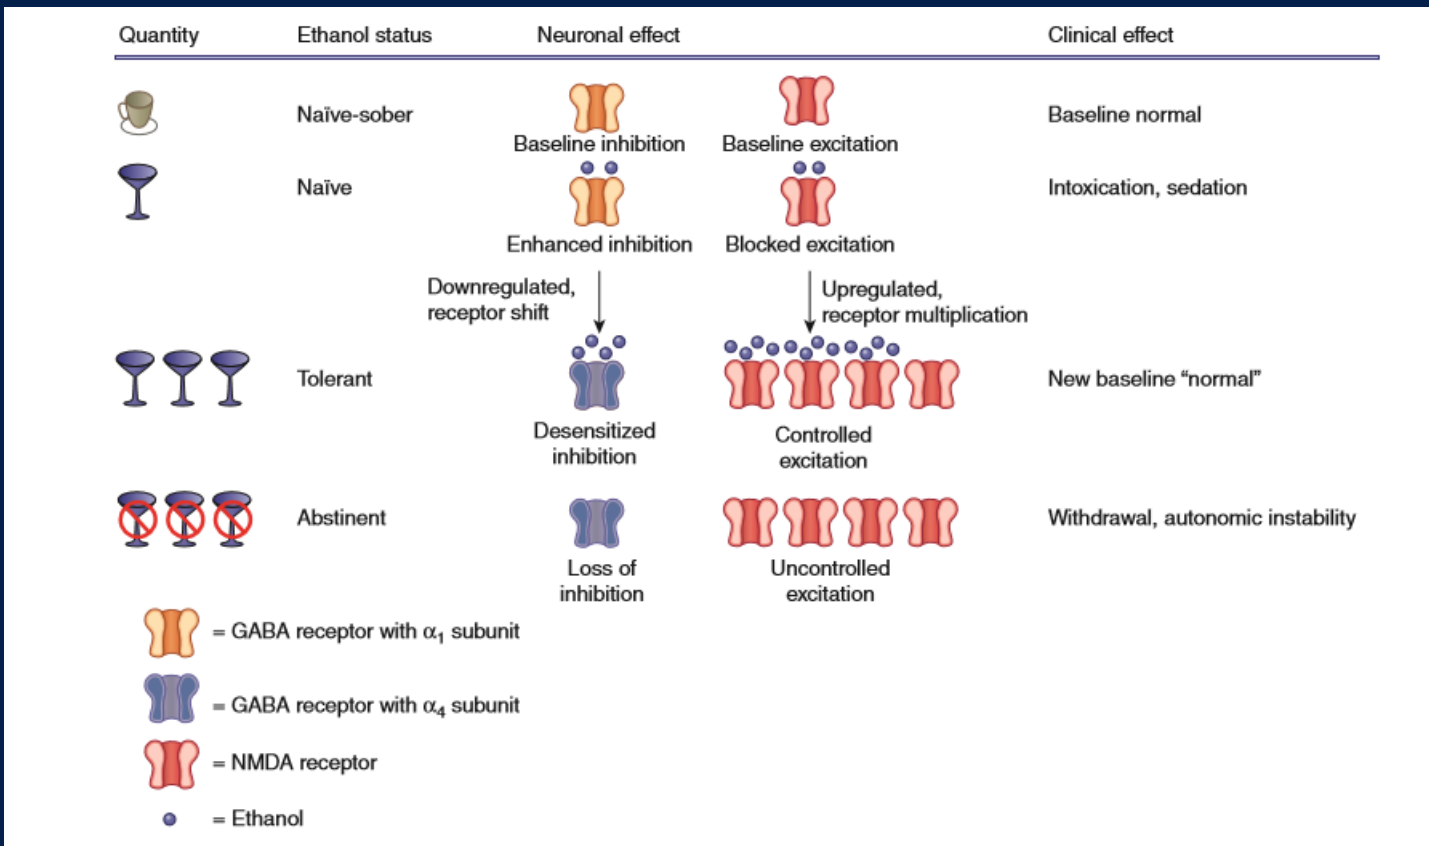 Quantity
Ethanol status
Neuronal effect
Clinical effect
Naïve-sober
Baseline inhibition
Baseline excitation
Baseline normal
Naïve
Enhanced inhibition
Blocked excitation
Intoxication, sedation
Downregulated,
receptor shift
Upregulated,
receptor multiplication
Tolerant
Desensitized
inhibition
Controlled
excitation
New baseline “normal”
Abstinent
Loss of
inhibition
Uncontrolled
excitation
Withdrawal, autonomic instability
= GABA receptor with α1 subunit
= GABA receptor with α4 subunit
= NMDA receptor
= Ethanol